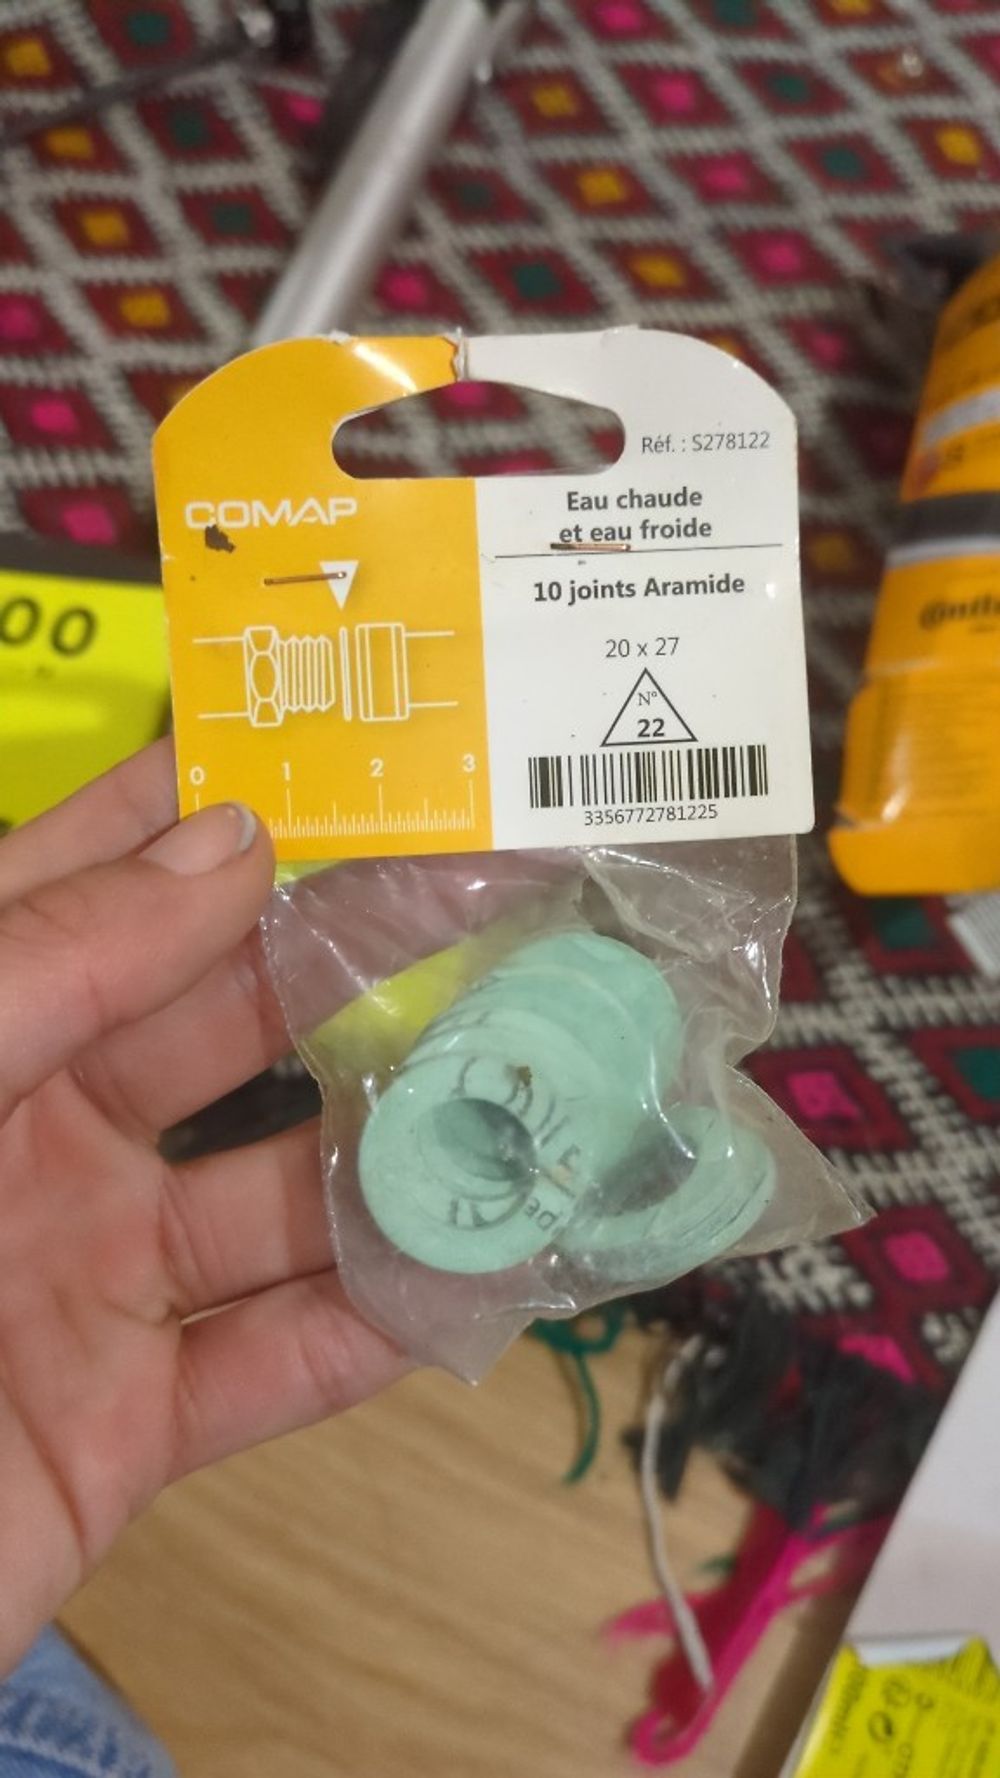 COMAP
0 1 2 3
Réf. : S278122
Eau chaude
et eau froide
10 joints Aramide
20 x 27
N°
22
3356772781225
00